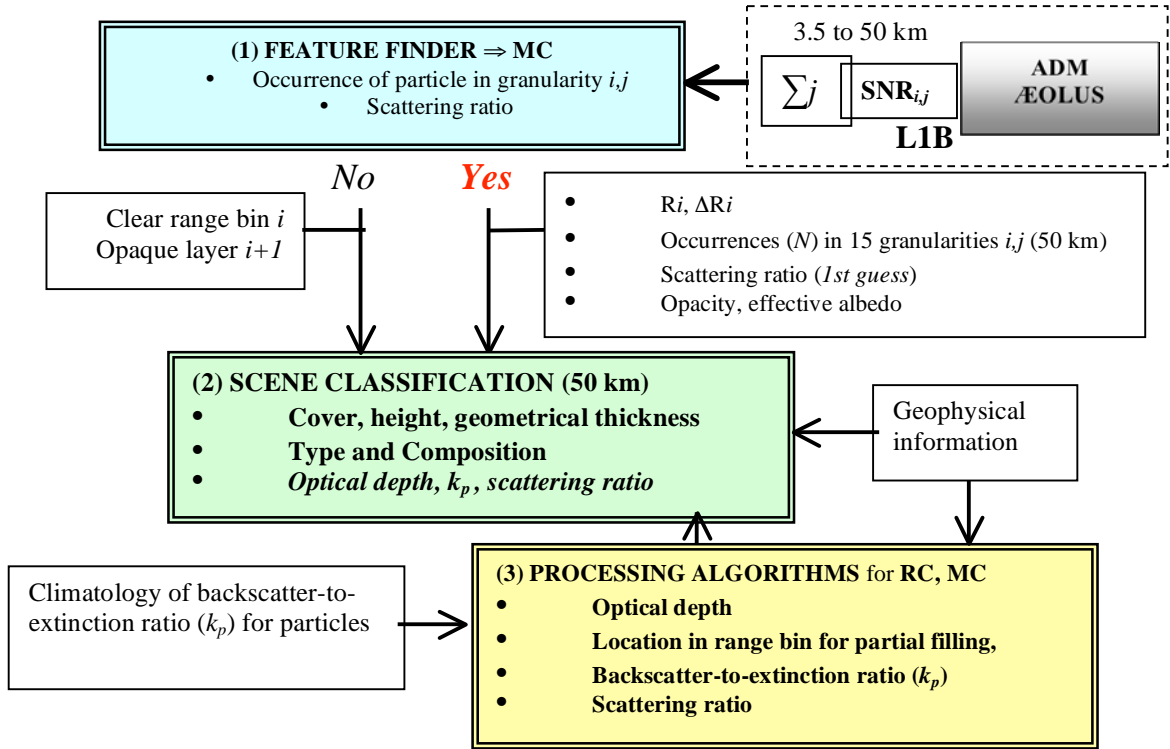 (1) FEATURE FINDER ⇒ MC
• Occurrence of particle in granularity i,j
• Scattering ratio
3.5 to 50 km
∑j
SNRi,j
L1B
ADM
ÆOLUS
No
Yes
Clear range bin i
Opaque layer i+1
• Ri, ΔRi
• Occurrences (N) in 15 granularities i,j (50 km)
• Scattering ratio (1st guess)
• Opacity, effective albedo
(2) SCENE CLASSIFICATION (50 km)
• Cover, height, geometrical thickness
• Type and Composition
• Optical depth, kp, scattering ratio
Geophysical
information
Climatology of backscatter-to-
extinction ratio (kp) for particles
(3) PROCESSING ALGORITHMS for RC, MC
• Optical depth
• Location in range bin for partial filling,
• Backscatter-to-extinction ratio (kp)
• Scattering ratio